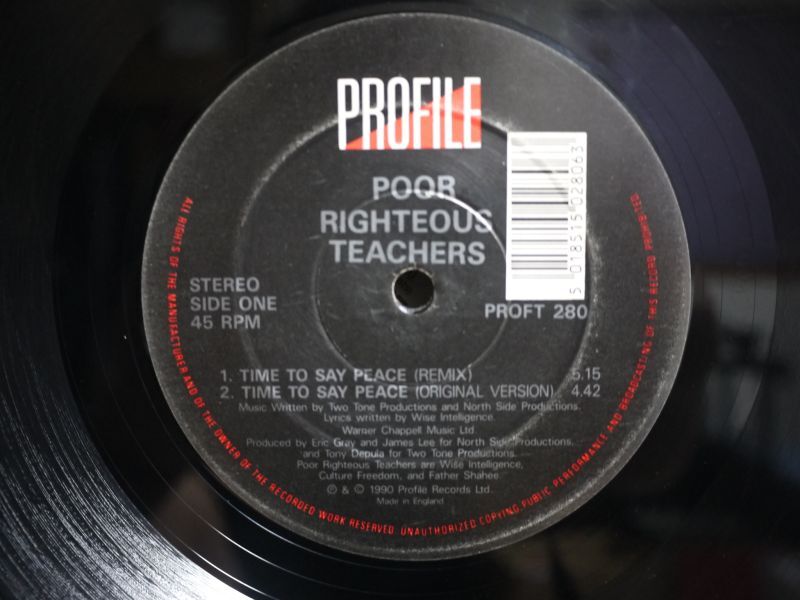 PROFILE
POOR
RIGHTEOUS
TEACHERS
5 018515 028063
STEREO
SIDE ONE
45 RPM
PROFT 280
1. TIME TO SAY PEACE (REMIX) 5.15
2. TIME TO SAY PEACE (ORIGINAL VERSION) 4.42
Music Written by Two Tone Productions and North Side Productions.
Lyrics written by Wise Intelligence.
Warner Chappell Music Ltd.
Produced by Eric Gray and James Lee for North Side Productions.
and Tony Depula for Two Tone Productions.
Poor Righteous Teachers are Wise Intelligence,
Culture Freedom, and Father Shahee.
℗ & © 1990 Profile Records Ltd.
Made in England
ALL RIGHTS OF THE MANUFACTURER AND OF THE OWNER OF THE RECORDED WORK RESERVED. UNAUTHORIZED COPYING, PUBLIC PERFORMANCE AND BROADCASTING OF THIS RECORD PROHIBITED.